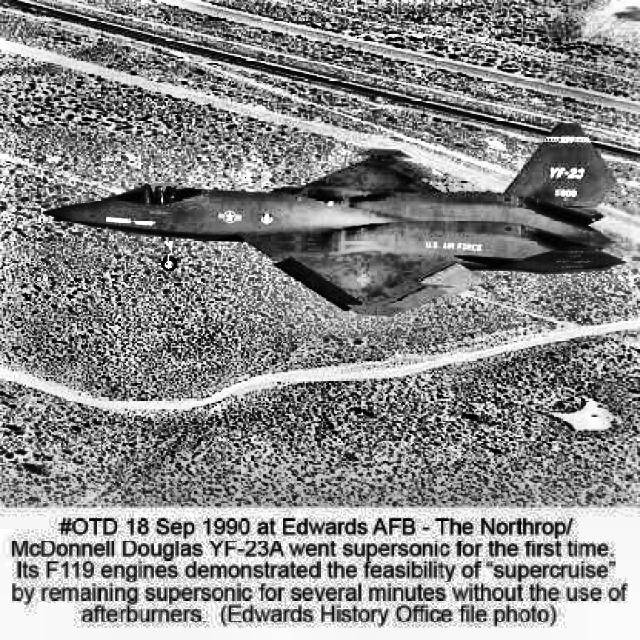 YF-23
U.S. AIR FORCE
#OTD 18 Sep 1990 at Edwards AFB - The Northrop/
McDonnell Douglas YF-23A went supersonic for the first time.
Its F119 engines demonstrated the feasibility of "supercruise"
by remaining supersonic for several minutes without the use of
afterburners. (Edwards History Office file photo)